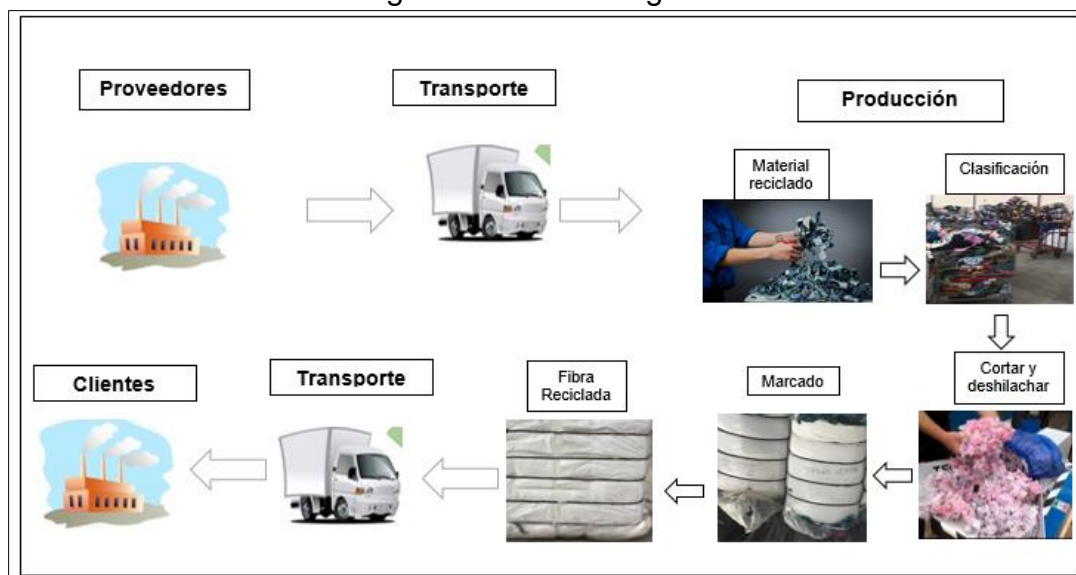 Proveedores
Transporte
Producción
Material
reciclado
Clasificación
Cortar y
deshilachar
Marcado
Fibra
Reciclada
Transporte
Clientes